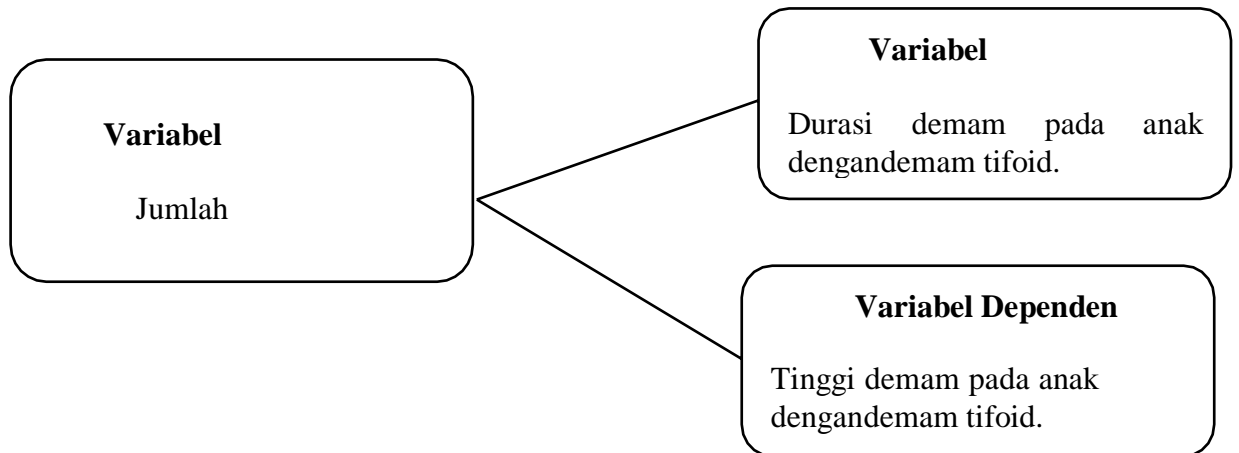 Variabel
Jumlah
Variabel
Durasi demam pada anak
dengandemam tifoid.
Variabel Dependen
Tinggi demam pada anak
dengandemam tifoid.